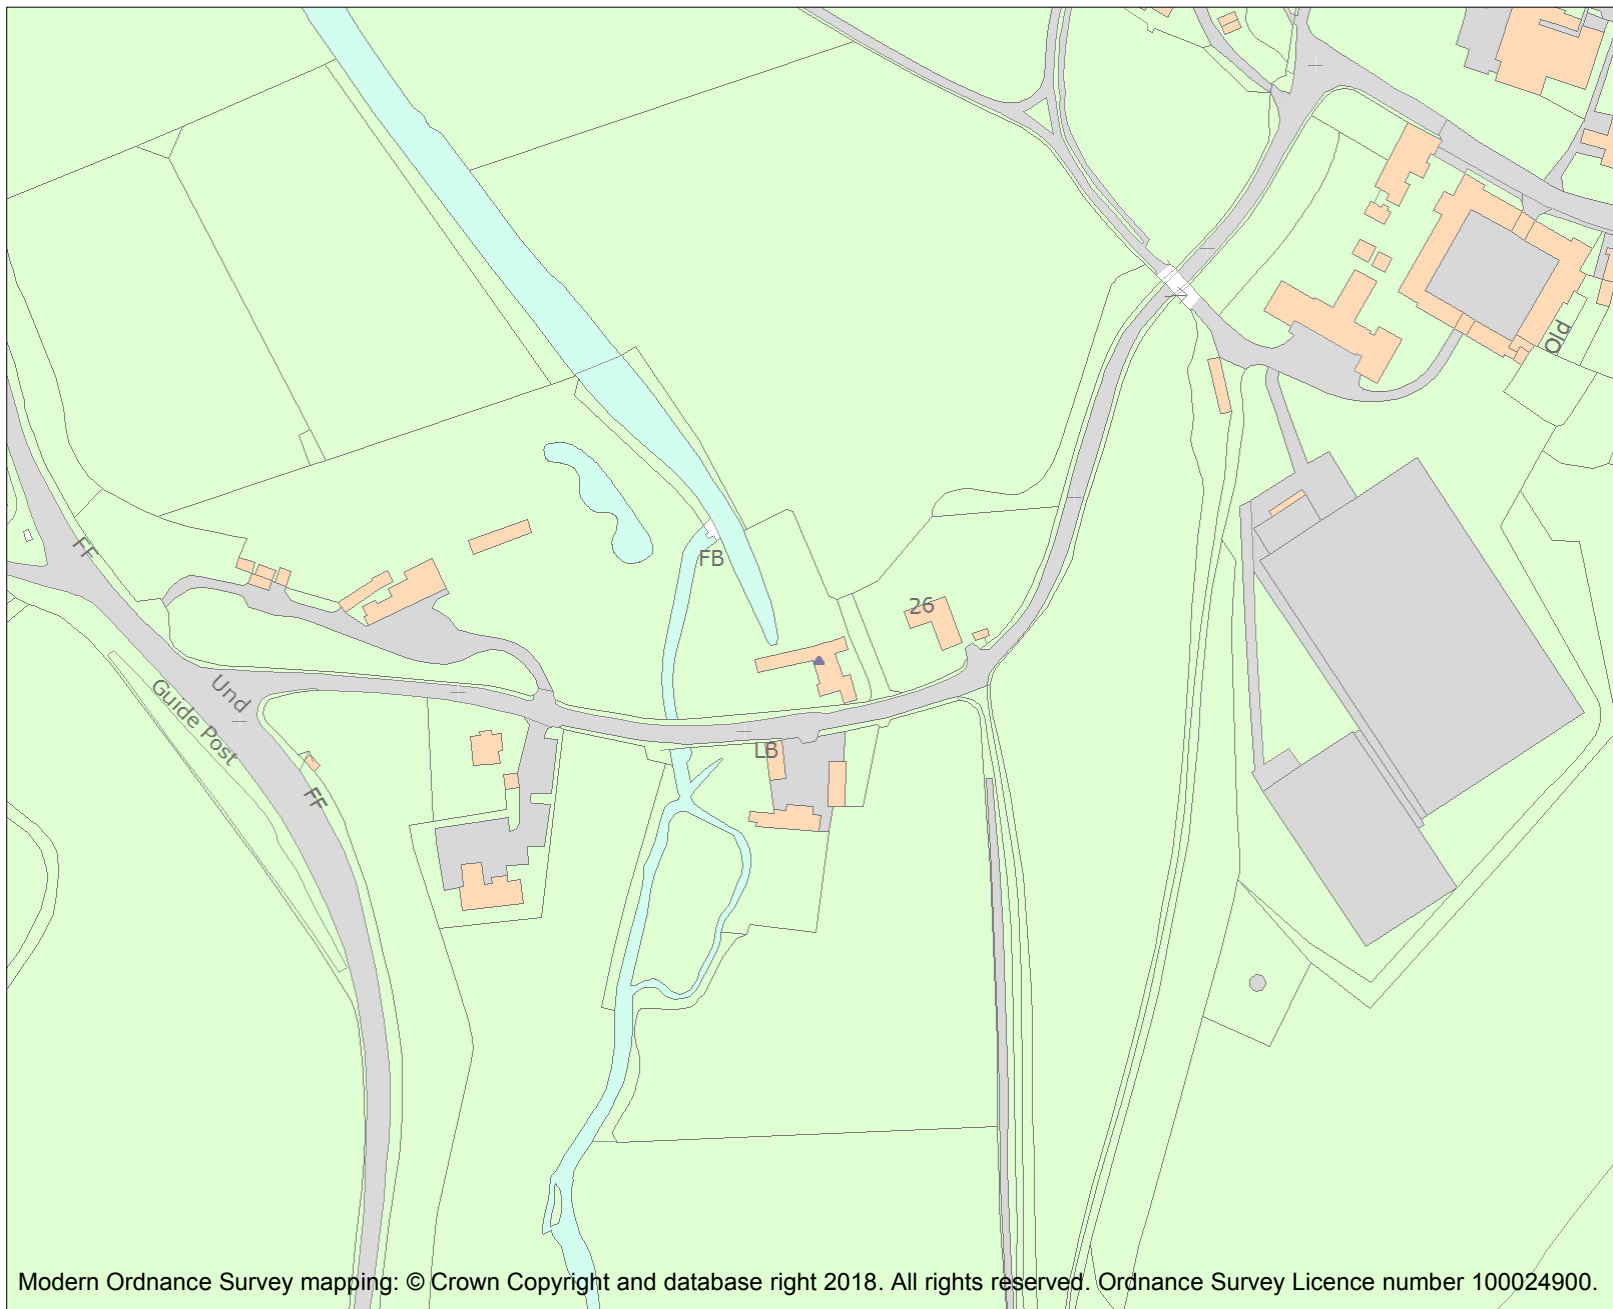 Old
FF
FB
26
Und
Guide Post
LB
FF
Modern Ordnance Survey mapping: © Crown Copyright and database right 2018. All rights reserved. Ordnance Survey Licence number 100024900.